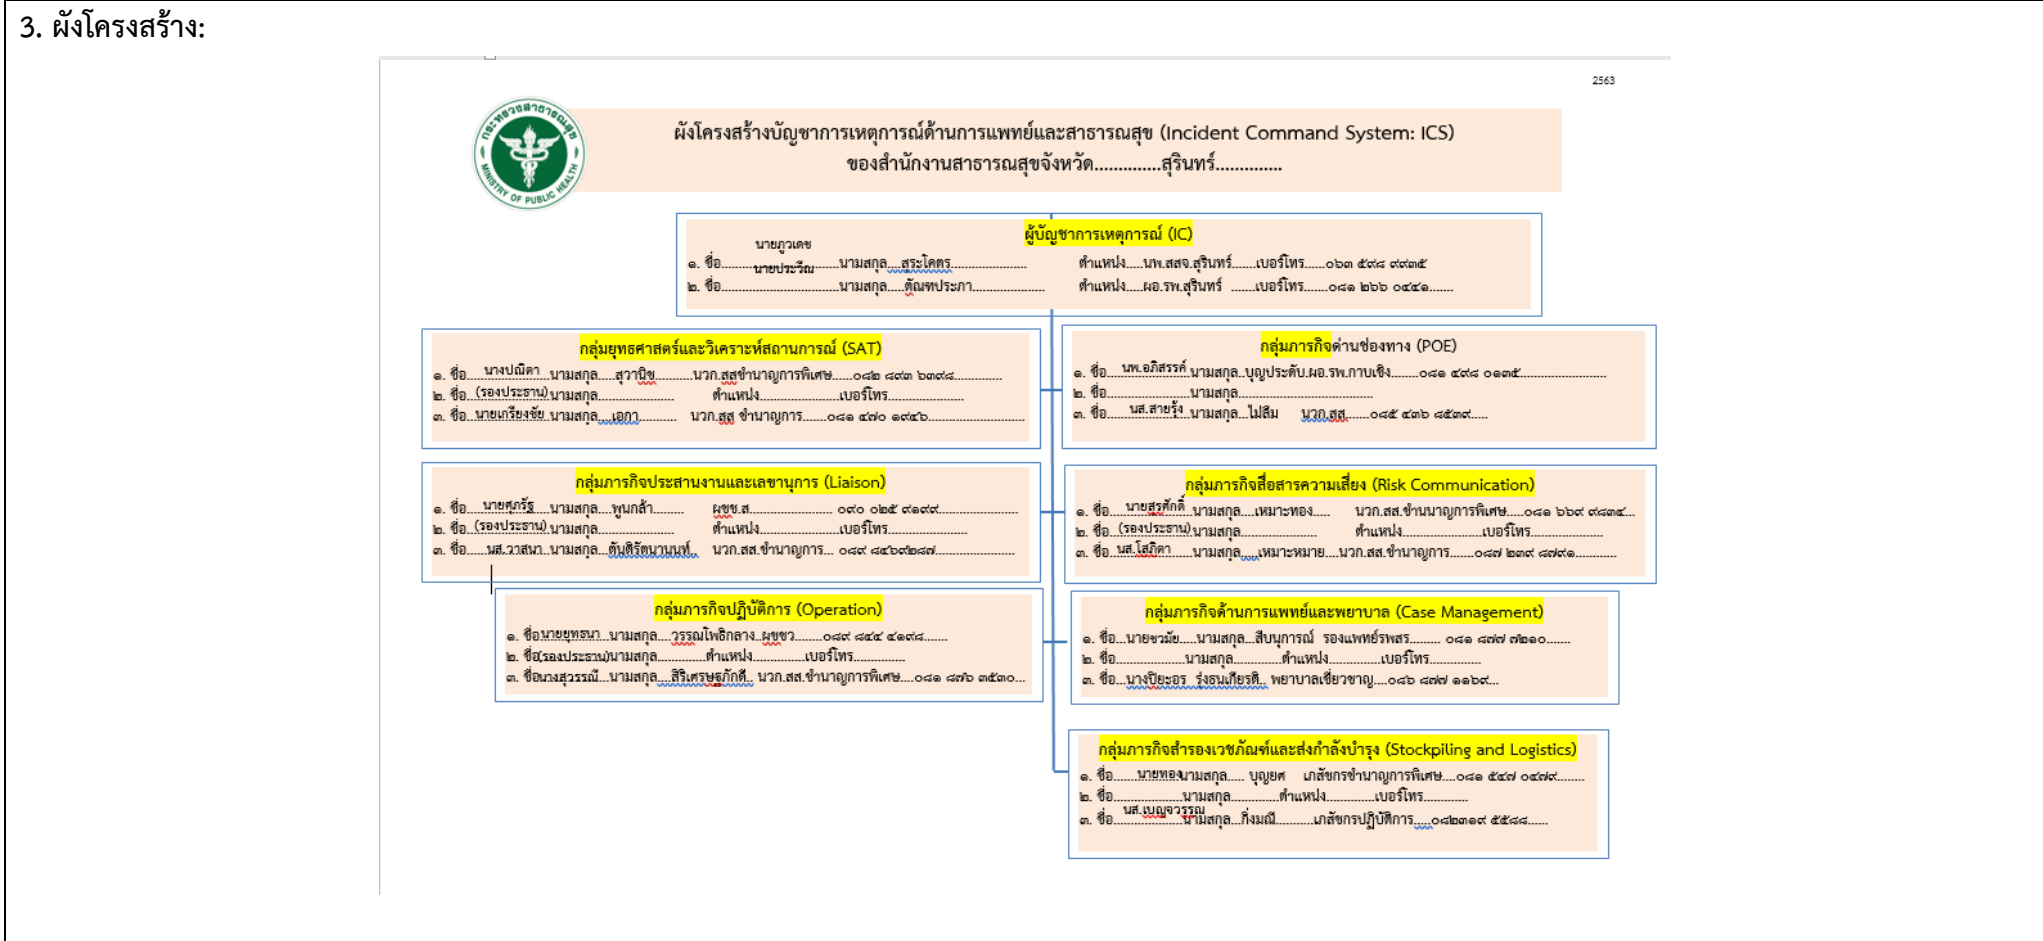 3. ผังโครงสร้าง:
2563
กระทรวงสาธารณสุข
MINISTRY OF PUBLIC HEALTH
ผังโครงสร้างบัญชาการเหตุการณ์ด้านการแพทย์และสาธารณสุข (Incident Command System: ICS)
ของสำนักงานสาธารณสุขจังหวัด..............สุรินทร์..............
ผู้บัญชาการเหตุการณ์ (IC)
นายภูวเดช
๑. ชื่อ..............นามสกุล....สุระโคตร.................... ตำแหน่ง.....นพ.สสจ.สุรินทร์.......เบอร์โทร......๐๖๓ ๕๙๘ ๙๙๓๕
นายประวีณ
๒. ชื่อ..............นามสกุล....ตัณฑประภา.................... ตำแหน่ง.....ผอ.รพ.สุรินทร์ .......เบอร์โทร......๐๘๑ ๒๖๖ ๐๔๔๑.......
กลุ่มยุทธศาสตร์และวิเคราะห์สถานการณ์ (SAT)
๑. ชื่อ....นางปณิตา..นามสกุล.....สุวานิช..........นวก.สสชำนาญการพิเศษ......๐๘๒ ๘๙๓ ๖๓๙๘.............
๒. ชื่อ..(รองประธาน)นามสกุล.................... ตำแหน่ง.............เบอร์โทร.............
๓. ชื่อ..นายเกรียงชัย นามสกุล....เอกา.......... นวก.สส ชำนาญการ......๐๘๑ ๔๗๐ ๑๙๔๖.............
กลุ่มภารกิจด่านช่องทาง (POE)
๑. ชื่อ....นพ.อภิสรรค์ นามสกุล..บุญประดับ.ผอ.รพ.กาบเชิง........๐๘๑ ๔๙๘ ๐๑๓๕.............
๒. ชื่อ....................นามสกุล....................
๓. ชื่อ....นส.สายรุ้ง นามสกุล...ไม่ลืม นวก.สส......๐๘๕ ๔๓๖ ๘๕๓๙.....
กลุ่มภารกิจประสานงานและเลขานุการ (Liaison)
๑. ชื่อ....นายศุภรัฐ....นามสกุล....พูนกล้า........ ผชช.ส.................... ๐๙๐ ๐๒๕ ๙๑๙๙.............
๒. ชื่อ..(รองประธาน).นามสกุล.................... ตำแหน่ง.............เบอร์โทร.............
๓. ชื่อ.....นส.วาสนา..นามสกุล...ตันติรัตนานนท์.. นวก.สส.ชำนาญการ... ๐๘๙ ๘๔๖๙๒๘๗.............
กลุ่มภารกิจสื่อสารความเสี่ยง (Risk Communication)
๑. ชื่อ....นายสุรศักดิ์ นามสกุล....เหมาะทอง..... นวก.สส.ชำนนาญการพิเศษ....๐๘๑ ๖๖๙ ๙๘๓๔...
๒. ชื่อ..(รองประธาน)นามสกุล.................... ตำแหน่ง.............เบอร์โทร.............
๓. ชื่อ..นส.โสภิตา.....นามสกุล.....เหมาะหมาย....นวก.สส.ชำนาญการ......๐๘๗ ๒๓๙ ๘๗๙๑..........
กลุ่มภารกิจปฏิบัติการ (Operation)
๑. ชื่อนายยุทธนา..นามสกุล....วรรณโพธิกลาง..ผชชว.......๐๘๙ ๘๔๔ ๔๑๙๘.......
๒. ชื่อ(รองประธาน)นามสกุล............ตำแหน่ง.............เบอร์โทร.............
๓. ชื่อนางสุวรรณี...นามสกุล....สิริเศรษฐภักดี.. นวก.สส.ชำนาญการพิเศษ....๐๘๑ ๘๗๖ ๓๕๓๐...
กลุ่มภารกิจด้านการแพทย์และพยาบาล (Case Management)
๑. ชื่อ...นายชวมัย.....นามสกุล...สืบนุการณ์ รองแพทย์รพสร......... ๐๘๑ ๘๗๗ ๗๒๑๐.......
๒. ชื่อ....................นามสกุล..............ตำแหน่ง.............เบอร์โทร.............
๓. ชื่อ...นางปิยะอร รุ่งธนเกียรติ.. พยาบาลเชี่ยวชาญ....๐๘๖ ๘๗๗ ๑๑๖๙...
กลุ่มภารกิจสำรองเวชภัณฑ์และส่งกำลังบำรุง (Stockpiling and Logistics)
๑. ชื่อ......นายทองนามสกุล..... บุญยศ เภสัชกรชำนาญการพิเศษ....๐๘๑ ๕๔๗ ๐๔๗๙.......
๒. ชื่อ....................นามสกุล..............ตำแหน่ง..............เบอร์โทร.............
นส.เบญจวรรณ
๓. ชื่อ....................นามสกุล...กิ่งมณี...........เภสัชกรปฏิบัติการ.....๐๘๒๓๑๙ ๕๕๘๘......